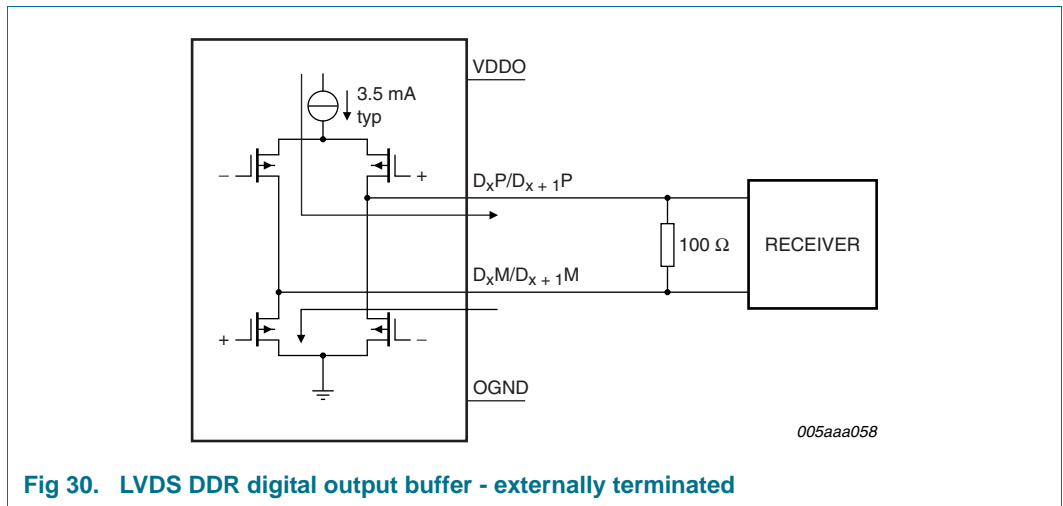 VDDO
3.5 mA
typ
−
+
DxP/Dx + 1P
100 Ω
RECEIVER
DxM/Dx + 1M
+
−
OGND
005aaa058
Fig 30. LVDS DDR digital output buffer - externally terminated